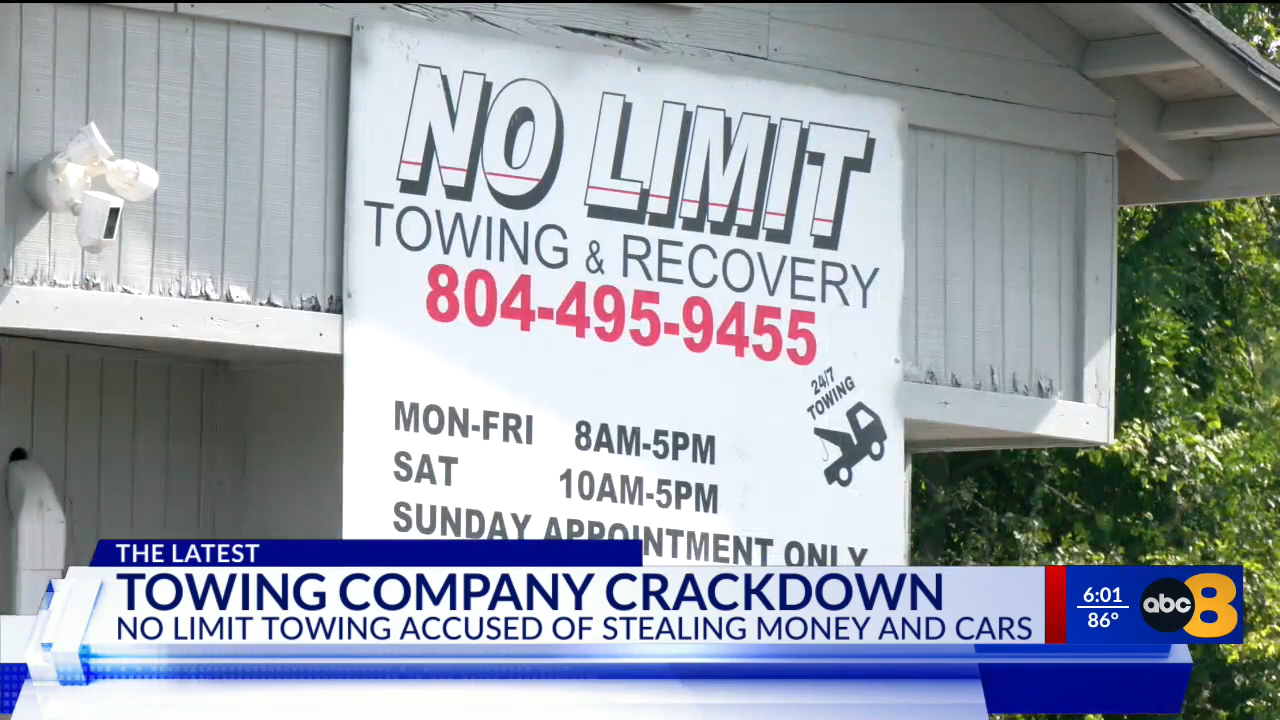 NO LIMIT
TOWING & RECOVERY
804-495-9455
24/7
TOWING
MON-FRI 8AM-5PM
SAT 10AM-5PM
SUNDAY APPOINTMENT ONLY
THE LATEST
TOWING COMPANY CRACKDOWN
NO LIMIT TOWING ACCUSED OF STEALING MONEY AND CARS
6:01
86°
abc 8